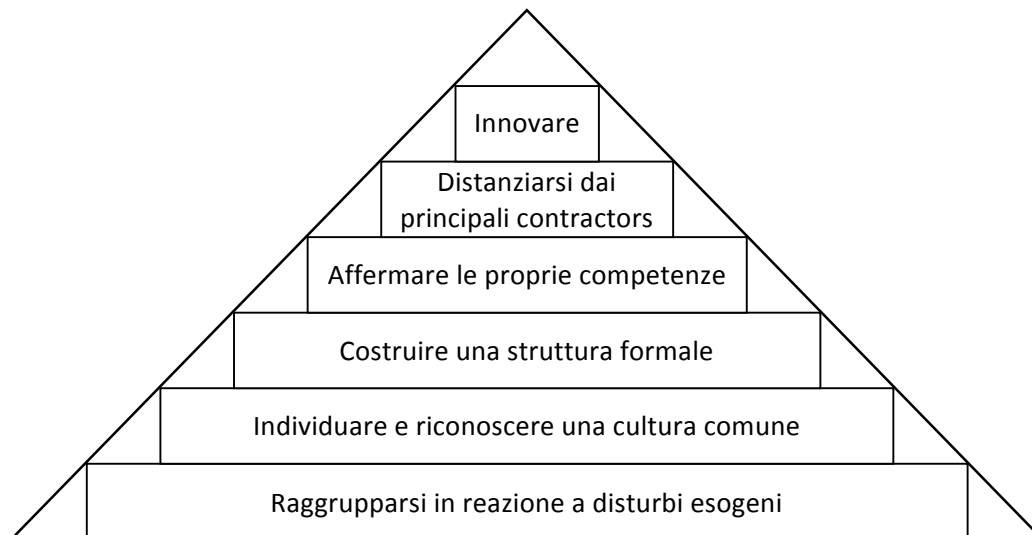 Innovare
Distanziarsi dai
principali contractors
Affermare le proprie competenze
Costruire una struttura formale
Individuare e riconoscere una cultura comune
Raggrupparsi in reazione a disturbi esogeni